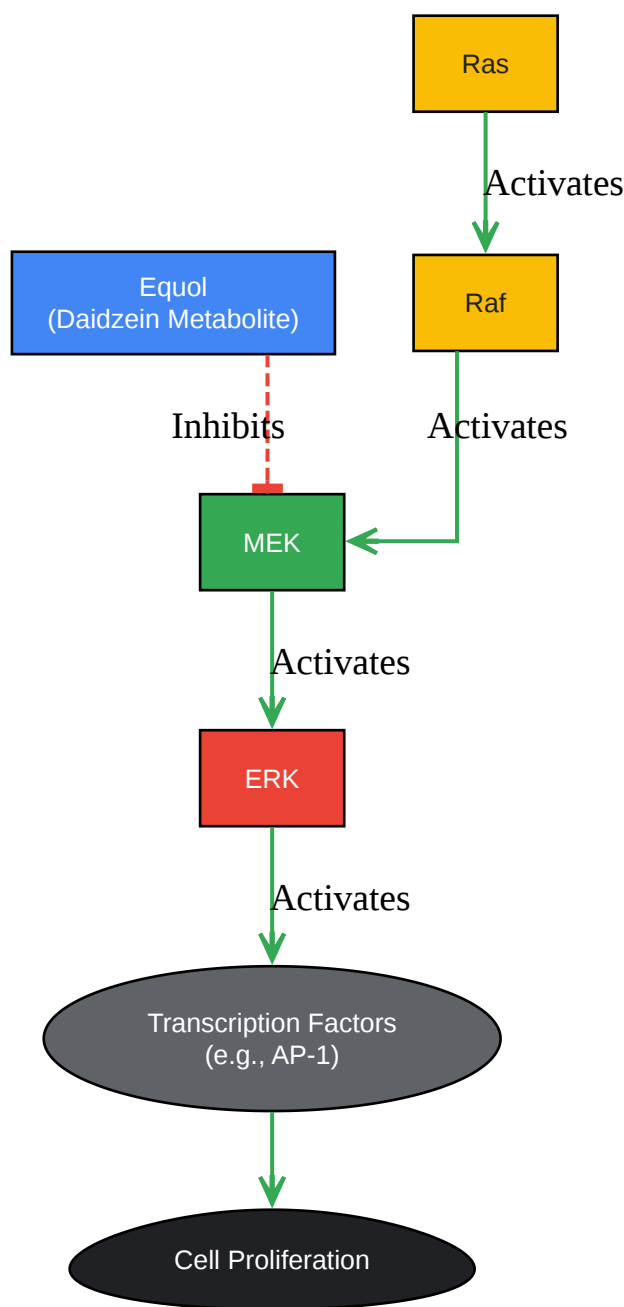 Ras
Activates
Equol
(Daidzein Metabolite)
Raf
Inhibits
Activates
MEK
Activates
ERK
Activates
Transcription Factors
(e.g., AP-1)
Cell Proliferation